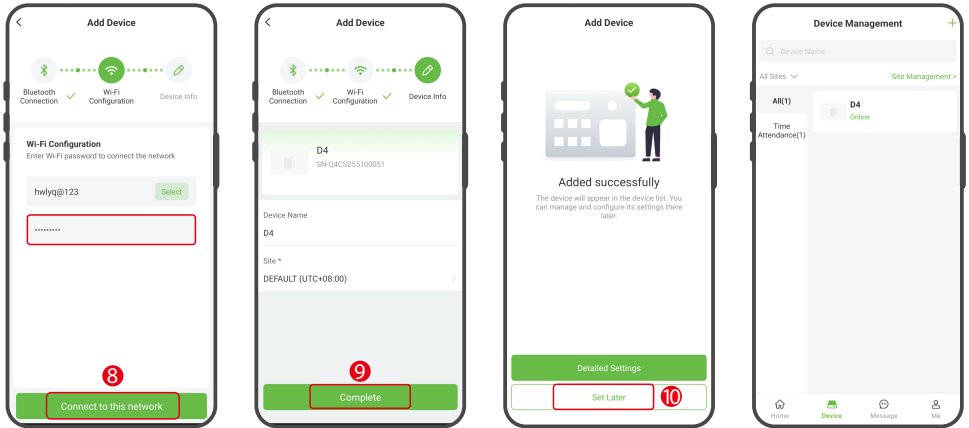 Add Device
Bluetooth
Connection
Wi-Fi
Configuration
Device Info
Wi-Fi Configuration
Enter Wi-Fi password to connect the network
hwlyq@123
Select
·········
8
Connect to this network
Add Device
Bluetooth
Connection
Wi-Fi
Configuration
Device Info
D4
SN-Q4CS255100051
Device Name
D4
Site *
DEFAULT (UTC+08:00)
9
Complete
Add Device
Added successfully
The device will appear in the device list. You
can manage and configure its settings there
later.
Detailed Settings
Set Later
10
Device Management
Device Name
All Sites
Site Management >
All(1)
Time
Attendance(1)
D4
Online
Home
Device
Message
Me